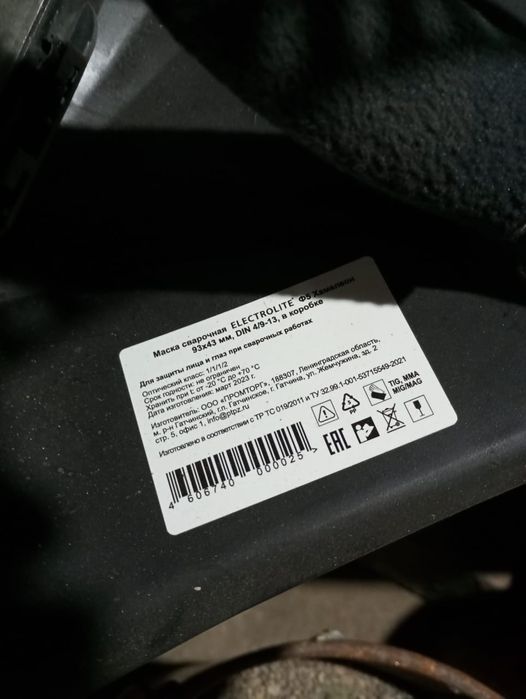 Маска сварочная ELECTROLITE Ф5 Хамелеон
93х43 мм, DIN 4/9-13, в коробке
Для защиты лица и глаз при сварочных работах
Оптический класс: 1/1/1/2
Срок годности: не ограничен
Хранить при t. от -20 °С до +70 °С
Дата изготовления: март 2023 г.
Изготовитель: ООО «ПРОМТОРГ», 188307, Ленинградская область,
м. р-н Гатчинский, г.п. Гатчинское, г. Гатчина, ул. Жемчужина, зд. 2
стр. 5, офис 1, info@plpz.ru
Изготовлено в соответствии с ТР ТС 019/2011 и ТУ 32.99.1-001-53715549-2021
PP
TIG, MMA
MIG/MAG
EAC
4 606740 000025 >